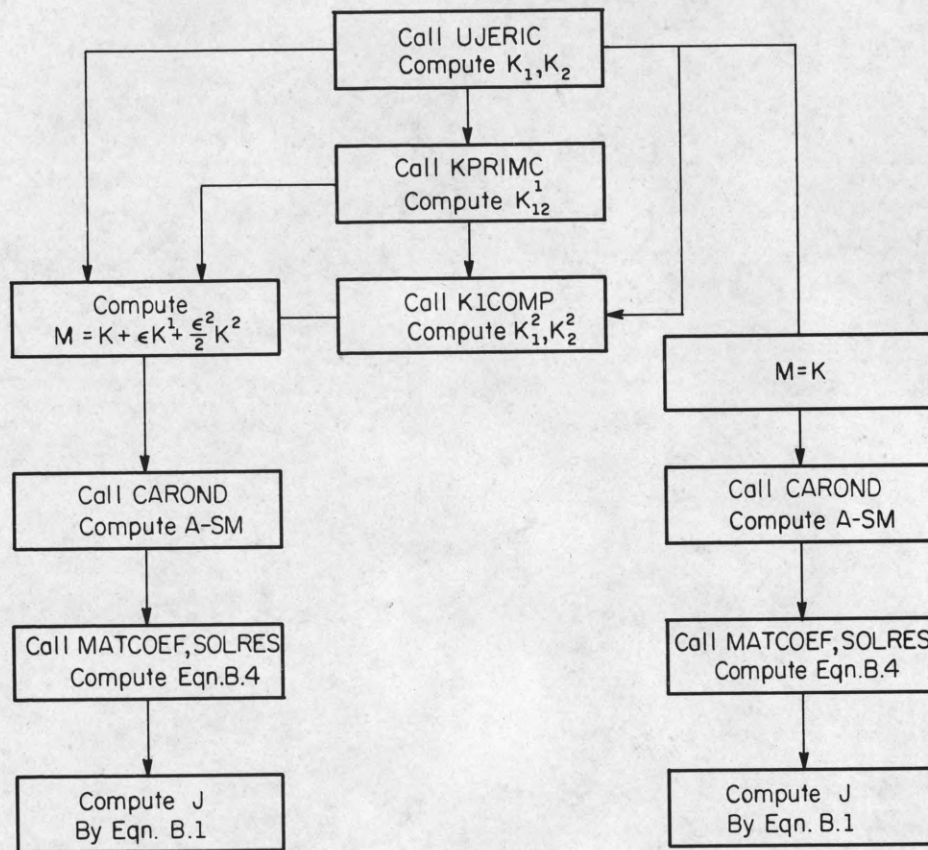 Call UJERIC
Compute K₁,K₂
Call KPRIMC
Compute K¹₁₂
Compute
M = K + ϵK¹ + ϵ²/2 K²
Call K1COMP
Compute K²₁,K²₂
M=K
Call CAROND
Compute A-SM
Call CAROND
Compute A-SM
Call MATCOEF,SOLRES
Compute Eqn.B.4
Call MATCOEF,SOLRES
Compute Eqn.B.4
Compute J
By Eqn. B.1
Compute J
By Eqn. B.1